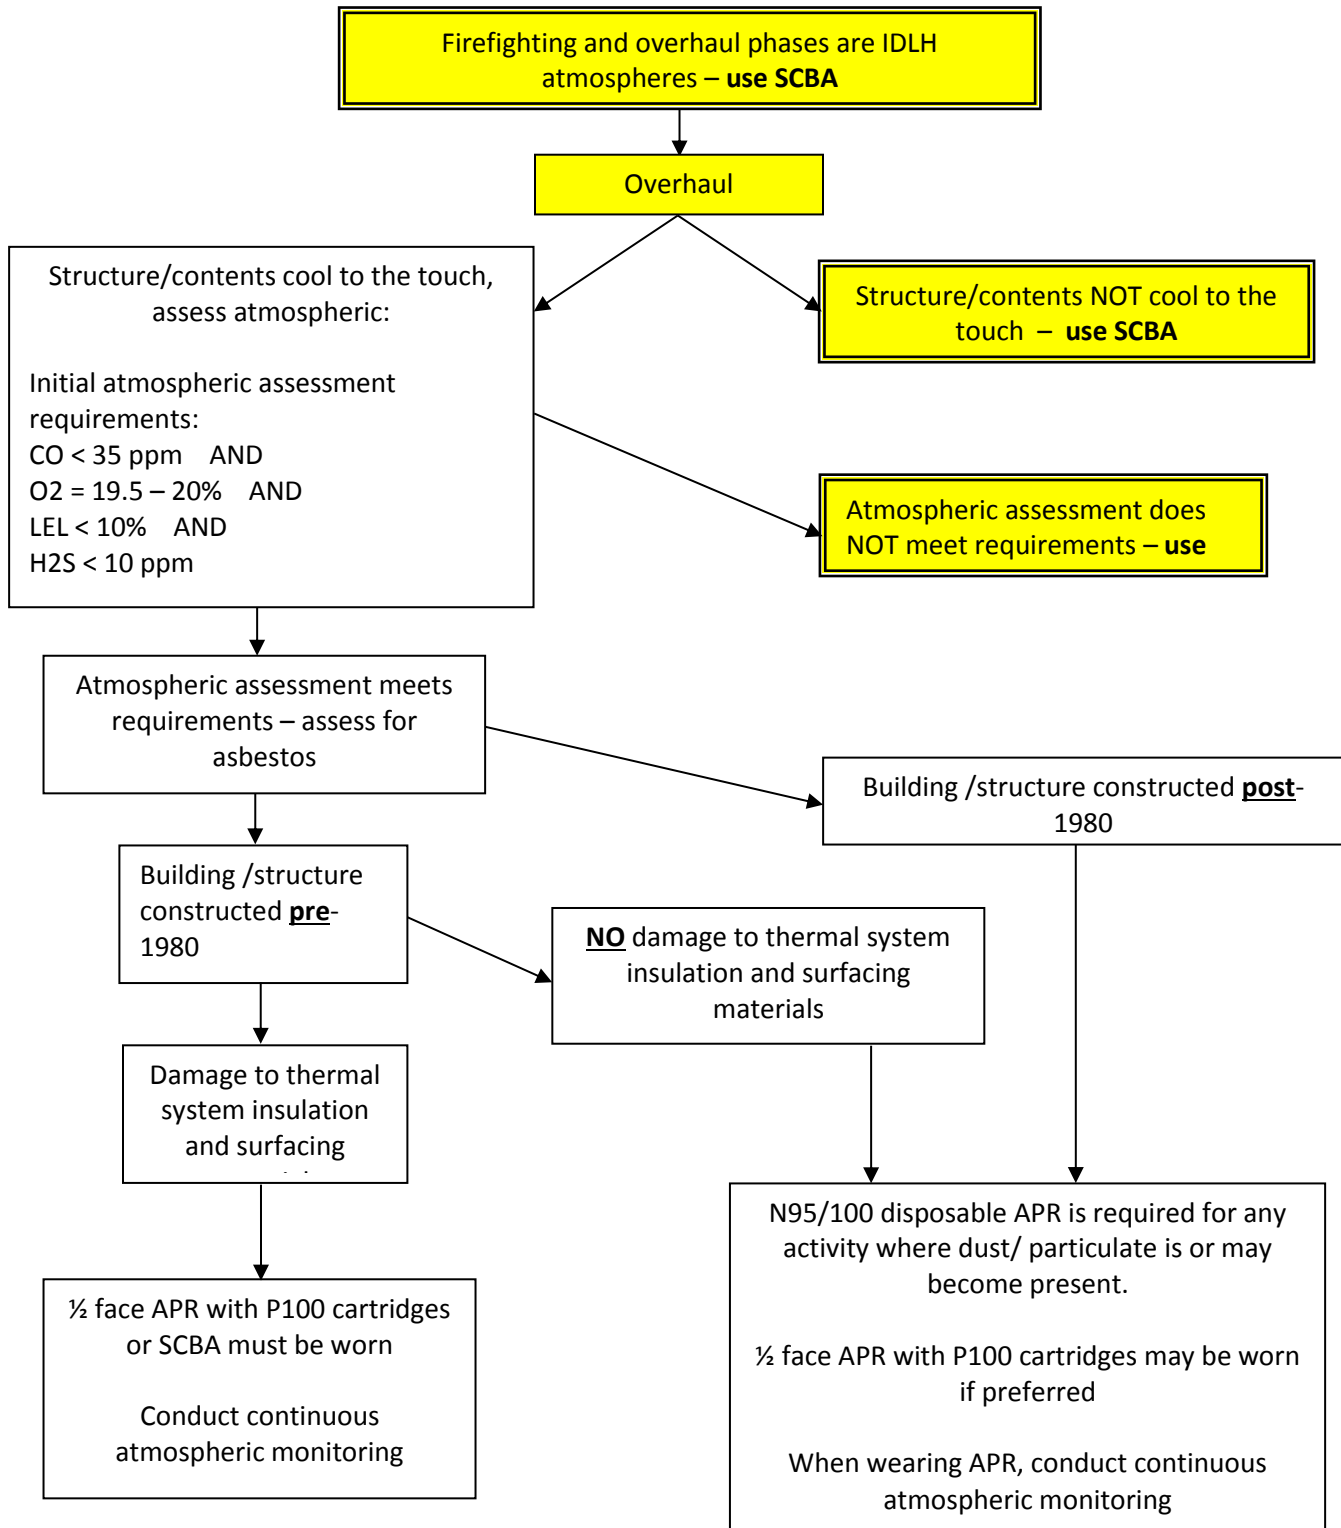 Firefighting and overhaul phases are IDLH
atmospheres – use SCBA
Overhaul
Structure/contents cool to the touch,
assess atmospheric:
Initial atmospheric assessment
requirements:
CO < 35 ppm AND
O2 = 19.5 – 20% AND
LEL < 10% AND
H2S < 10 ppm
Structure/contents NOT cool to the
touch – use SCBA
Atmospheric assessment does
NOT meet requirements – use
Atmospheric assessment meets
requirements – assess for
asbestos
Building /structure constructed post-
1980
Building /structure
constructed pre-
1980
NO damage to thermal system
insulation and surfacing
materials
Damage to thermal
system insulation
and surfacing
½ face APR with P100 cartridges
or SCBA must be worn
Conduct continuous
atmospheric monitoring
N95/100 disposable APR is required for any
activity where dust/ particulate is or may
become present.
½ face APR with P100 cartridges may be worn
if preferred
When wearing APR, conduct continuous
atmospheric monitoring